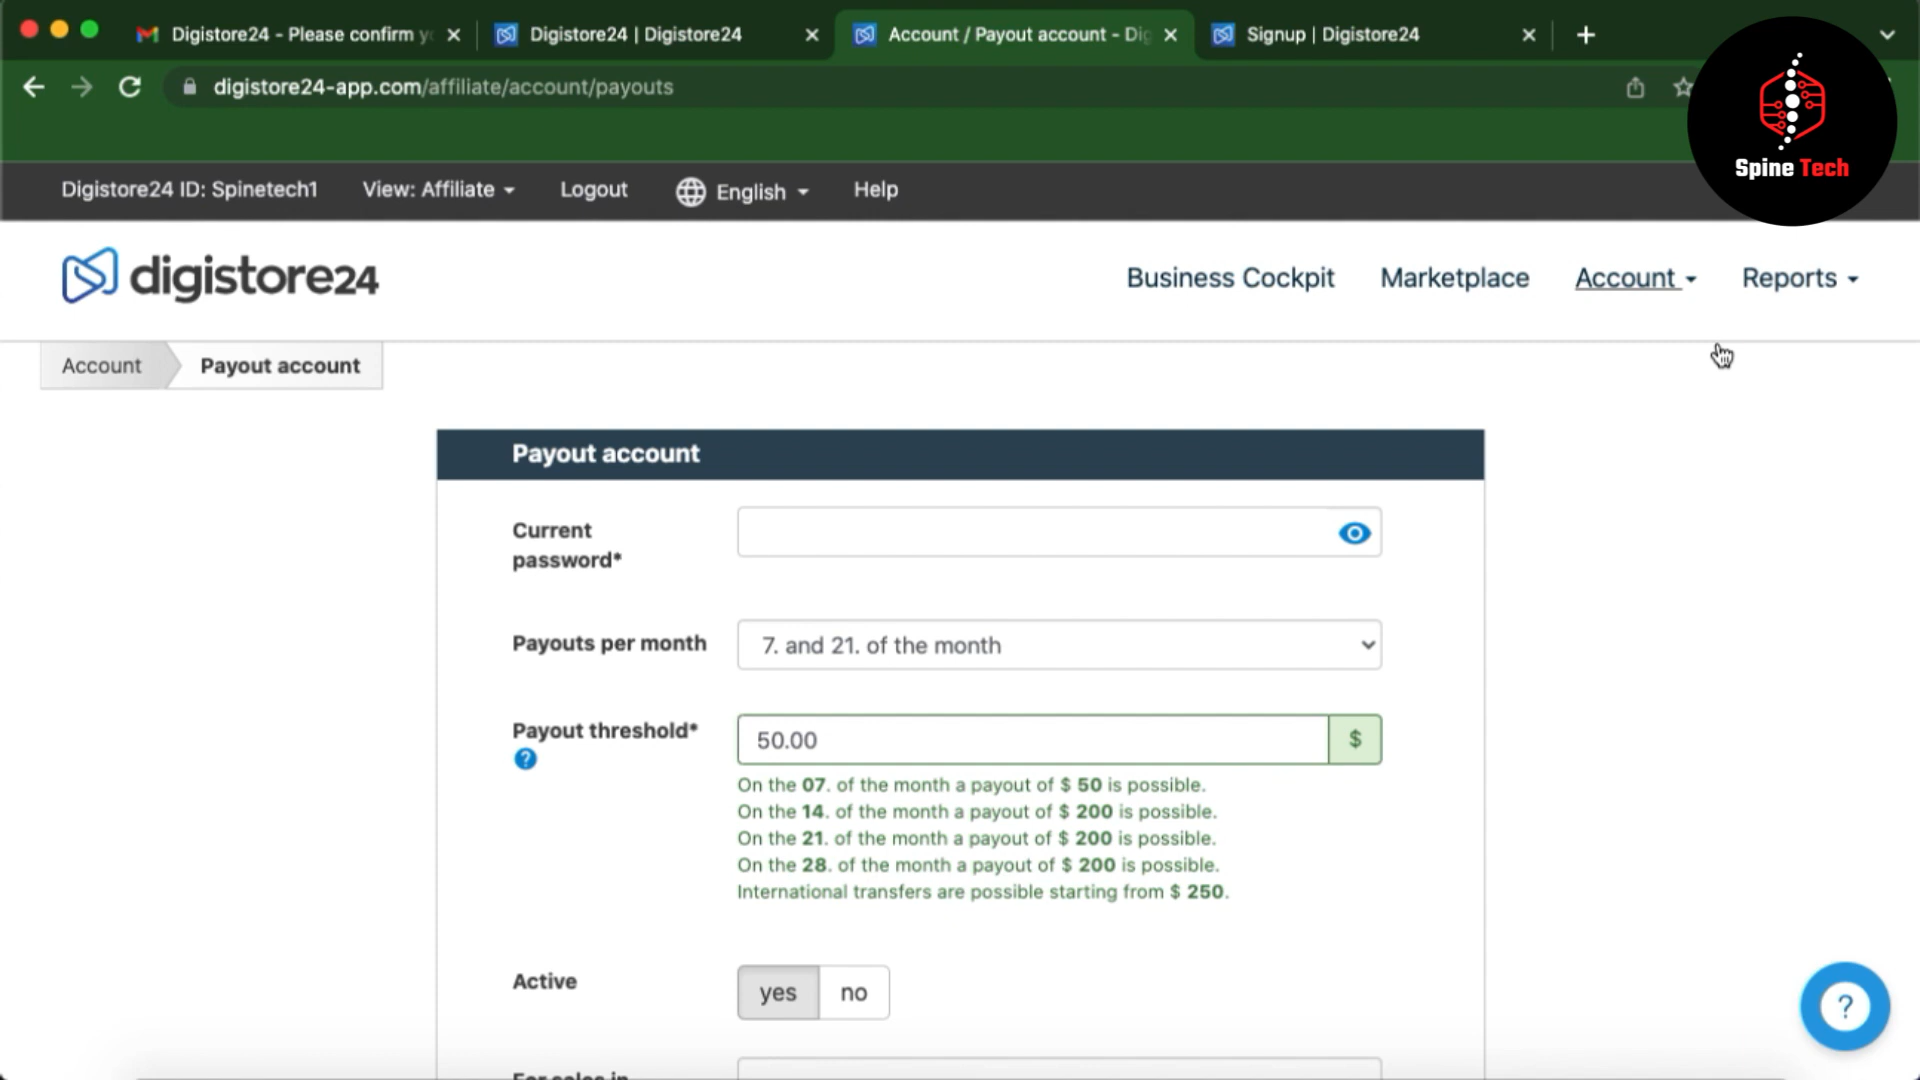 Digistore24 - Please confirm y
Digistore24 | Digistore24
Account / Payout account - Dig
Signup | Digistore24
digistore24-app.com/affiliate/account/payouts
Spine Tech
Digistore24 ID: Spinetech1
View: Affiliate
Logout
English
Help
digistore24
Business Cockpit
Marketplace
Account
Reports
Account
Payout account
Payout account
Current
password*
Payouts per month
7. and 21. of the month
Payout threshold*
?
50.00
$
On the 07. of the month a payout of $ 50 is possible.
On the 14. of the month a payout of $ 200 is possible.
On the 21. of the month a payout of $ 200 is possible.
On the 28. of the month a payout of $ 200 is possible.
International transfers are possible starting from $ 250.
Active
yes
no
?
For sales in